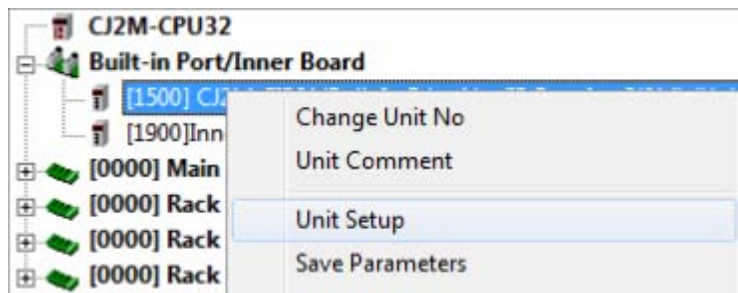 CJ2M-CPU32
Built-in Port/Inner Board
[1500]
[1900]Inn
Change Unit No
Unit Comment
[0000] Main
[0000] Rack
Unit Setup
[0000] Rack
Save Parameters
[0000] Rack